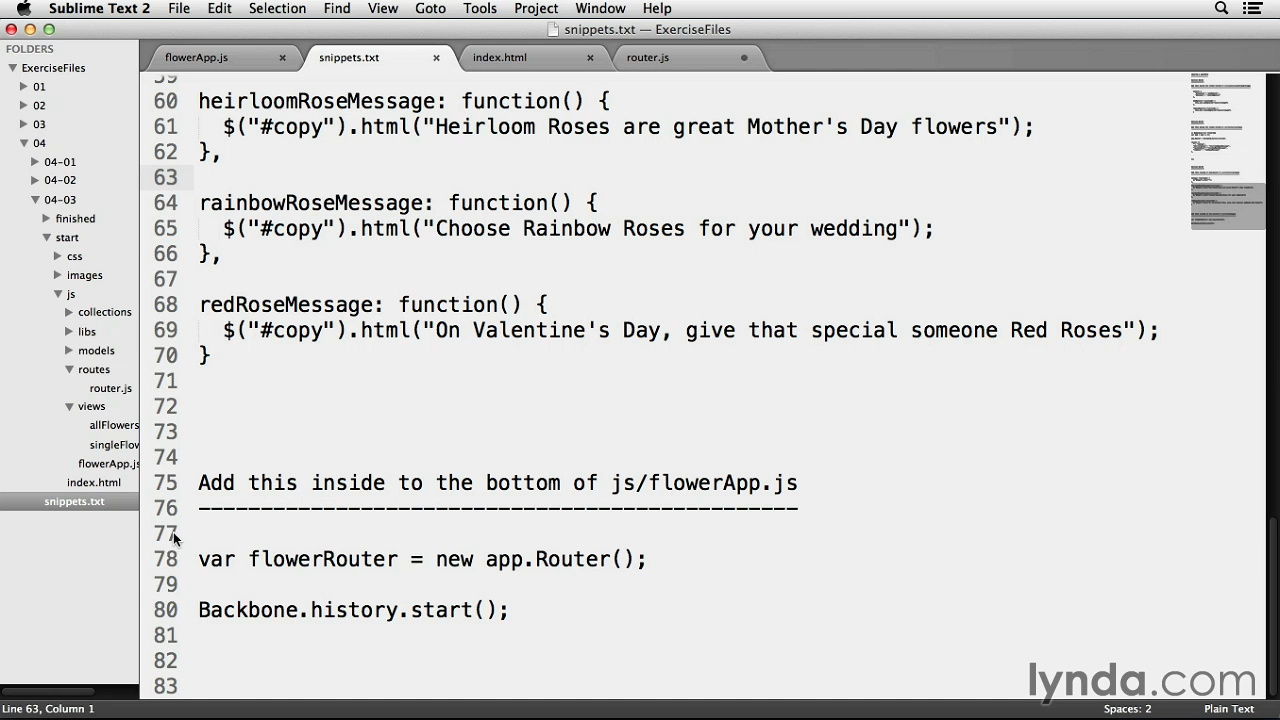 Sublime Text 2 File Edit Selection Find View Goto Tools Project Window Help
snippets.txt — ExerciseFiles
FOLDERS
flowerApp.js × snippets.txt × index.html × router.js
ExerciseFiles
01
02
03
04
04-01
04-02
04-03
finished
start
css
images
js
collections
libs
models
routes
router.js
views
allFlowers
singleFlow
flowerApp.js
index.html
snippets.txt
59
60 heirloomRoseMessage: function() {
61 $("#copy").html("Heirloom Roses are great Mother's Day flowers");
62 },
63
64 rainbowRoseMessage: function() {
65 $("#copy").html("Choose Rainbow Roses for your wedding");
66 },
67
68 redRoseMessage: function() {
69 $("#copy").html("On Valentine's Day, give that special someone Red Roses");
70 }
71
72
73
74
75 Add this inside to the bottom of js/flowerApp.js
76 ------------------------------------------------
77
78 var flowerRouter = new app.Router();
79
80 Backbone.history.start();
81
82
83
lynda.com
Line 63, Column 1 Spaces: 2 Plain Text